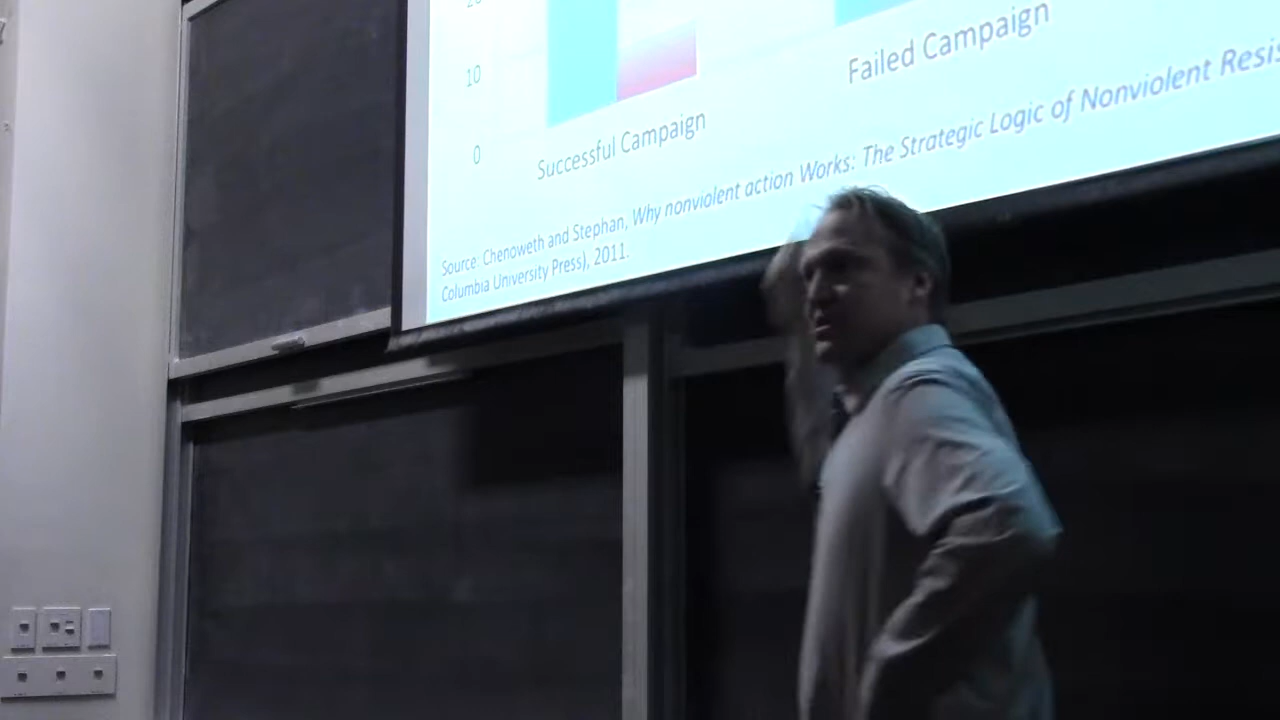 10
0
Successful Campaign
Failed Campaign
Source: Chenoweth and Stephan, Why nonviolent action Works: The Strategic Logic of Nonviolent Resis
Columbia University Press), 2011.